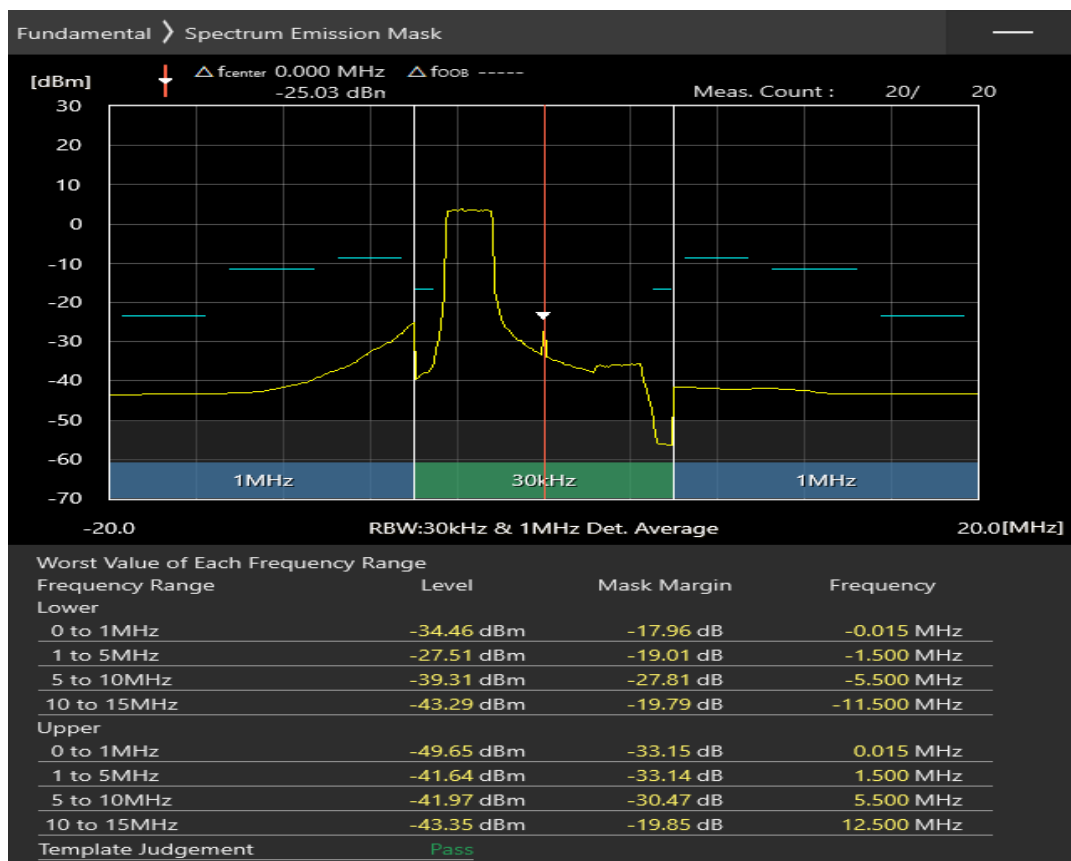 Fundamental ❯ Spectrum Emission Mask
△ fcenter 0.000 MHz △ fOOB -----
[dBm] -25.03 dBn Meas. Count : 20/ 20
30
20
10
0
-10
-20
-30
-40
-50
-60
-70
1MHz 30kHz 1MHz
-20.0 RBW:30kHz & 1MHz Det. Average 20.0[MHz]
Worst Value of Each Frequency Range
Frequency Range Level Mask Margin Frequency
Lower
0 to 1MHz -34.46 dBm -17.96 dB -0.015 MHz
1 to 5MHz -27.51 dBm -19.01 dB -1.500 MHz
5 to 10MHz -39.31 dBm -27.81 dB -5.500 MHz
10 to 15MHz -43.29 dBm -19.79 dB -11.500 MHz
Upper
0 to 1MHz -49.65 dBm -33.15 dB 0.015 MHz
1 to 5MHz -41.64 dBm -33.14 dB 1.500 MHz
5 to 10MHz -41.97 dBm -30.47 dB 5.500 MHz
10 to 15MHz -43.35 dBm -19.85 dB 12.500 MHz
Template Judgement Pass